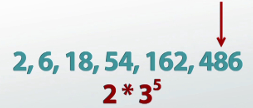 2, 6, 18, 54, 162, 486
2 * 3⁵